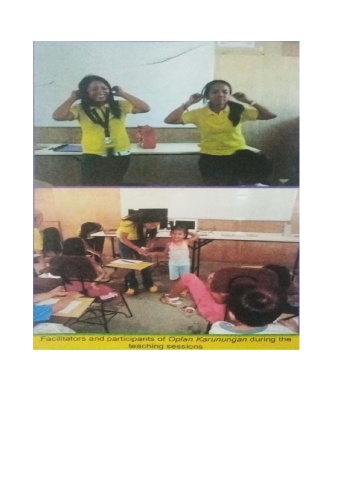 Facilitators and participants of Oplan Karunungan during the
teaching sessions